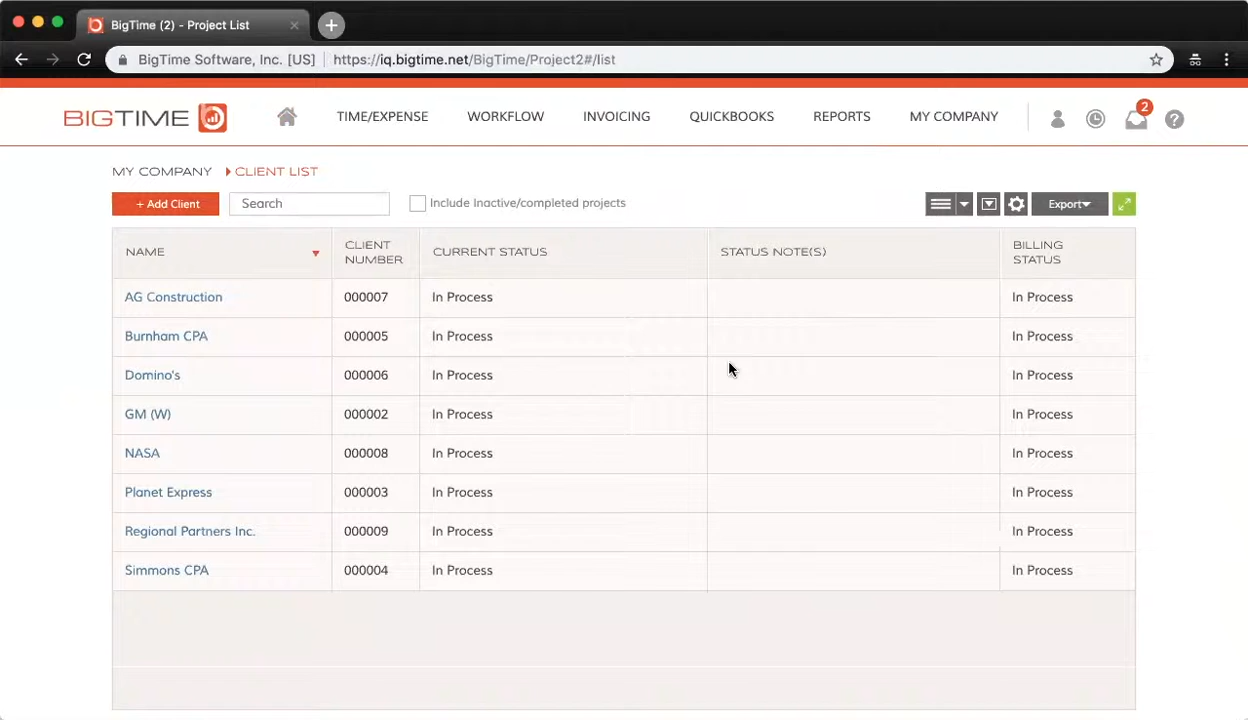 BigTime (2) - Project List
BigTime Software, Inc. [US] https://iq.bigtime.net/BigTime/Project2#/list
BIGTIME TIME/EXPENSE WORKFLOW INVOICING QUICKBOOKS REPORTS MY COMPANY 2 ?
MY COMPANY CLIENT LIST
+ Add Client Search Include Inactive/completed projects Export
NAME CLIENT NUMBER CURRENT STATUS STATUS NOTE(S) BILLING STATUS
AG Construction 000007 In Process In Process
Burnham CPA 000005 In Process In Process
Domino's 000006 In Process In Process
GM (W) 000002 In Process In Process
NASA 000008 In Process In Process
Planet Express 000003 In Process In Process
Regional Partners Inc. 000009 In Process In Process
Simmons CPA 000004 In Process In Process